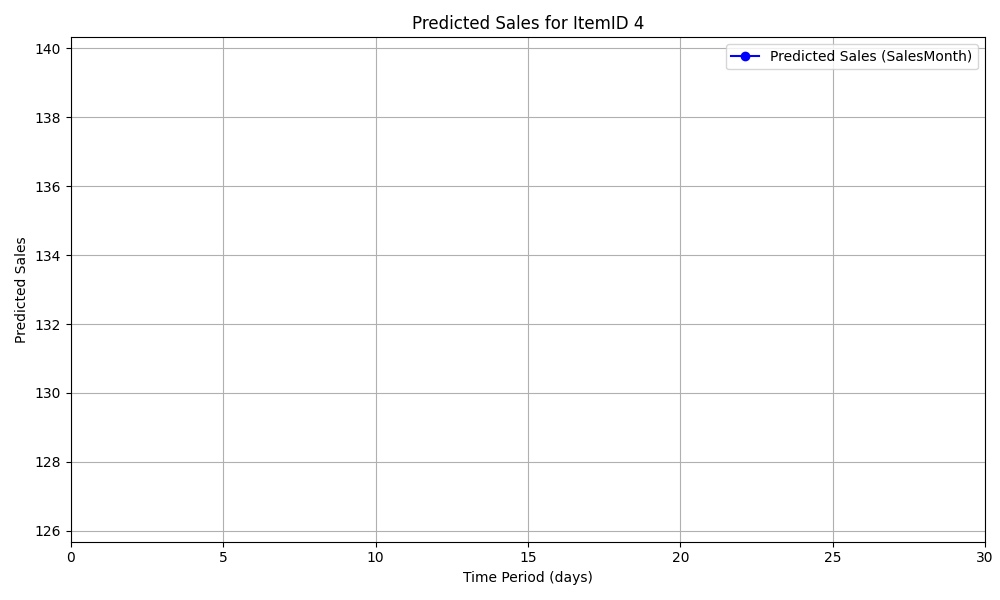 Predicted Sales for ItemID 4
Predicted Sales (SalesMonth)
Predicted Sales
140
138
136
134
132
130
128
126
0 5 10 15 20 25 30
Time Period (days)